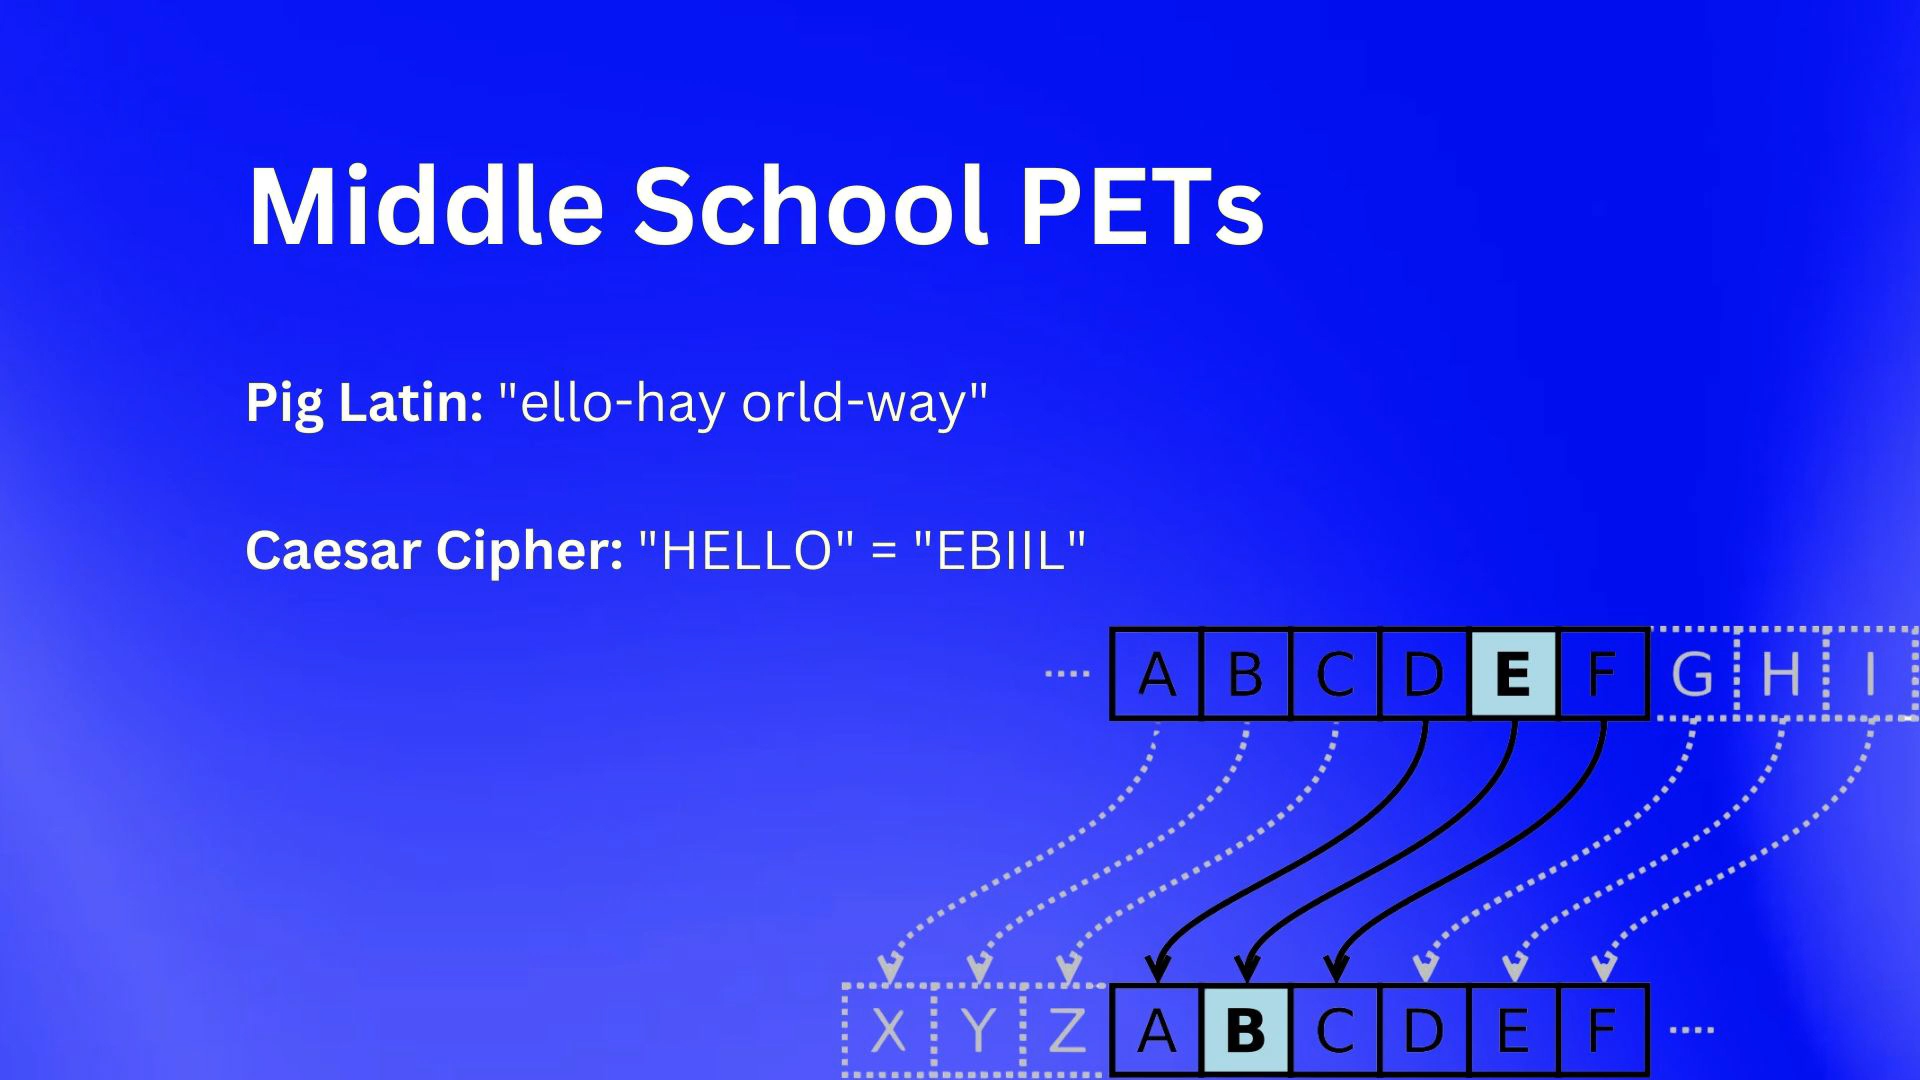 Middle School PETs
Pig Latin: "ello-hay orld-way"
Caesar Cipher: "HELLO" = "EBIIL"
A B C D E F G H I
X Y Z A B C D E F